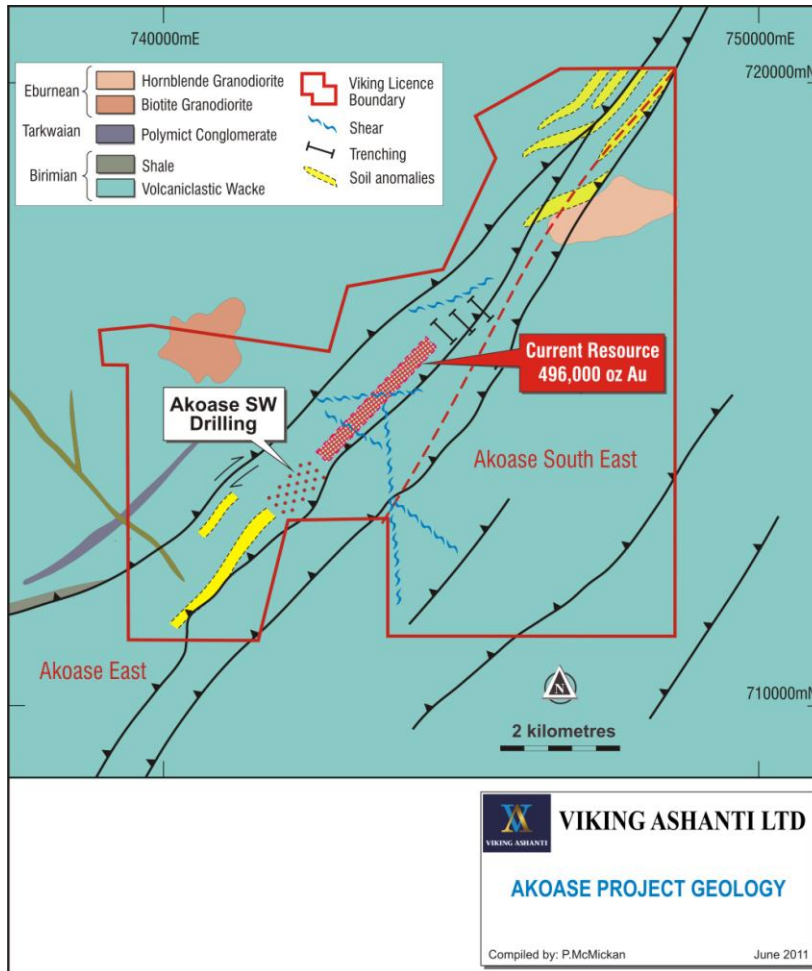 740000mE
750000mE
720000mN
Eburnean
Hornblende Granodiorite
Biotite Granodiorite
Tarkwaian
Polymict Conglomerate
Birimian
Shale
Volcaniclastic Wacke
Viking Licence
Boundary
Shear
Trenching
Soil anomalies
Current Resource
496,000 oz Au
Akoase SW
Drilling
Akoase South East
Akoase East
N
710000mN
2 kilometres
VIKING ASHANTI
VIKING ASHANTI LTD
AKOASE PROJECT GEOLOGY
Compiled by: P.McMickan
June 2011